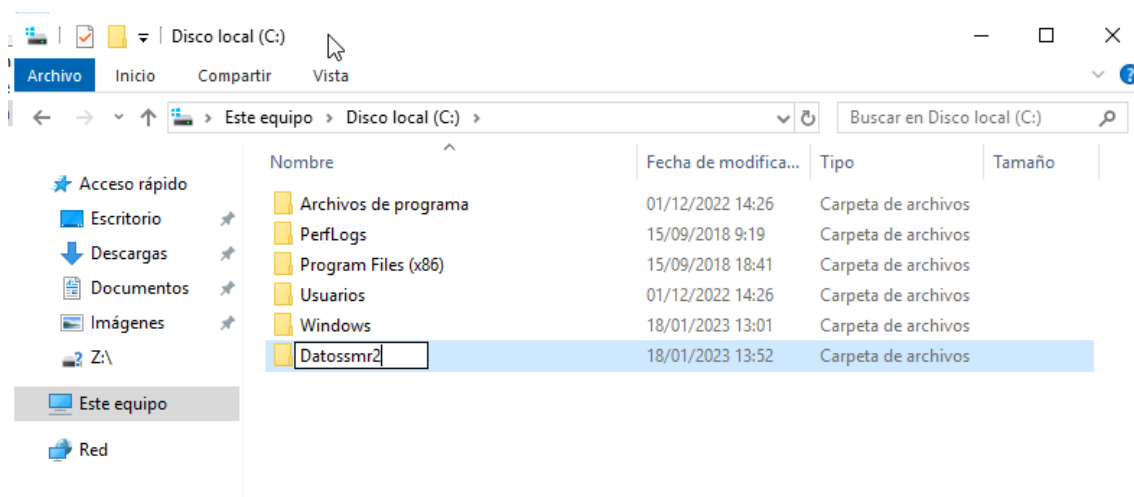 Disco local (C:)
Archivo Inicio Compartir Vista
Este equipo > Disco local (C:) > Buscar en Disco local (C:)
Nombre Fecha de modifica... Tipo Tamaño
Acceso rápido
Escritorio
Descargas
Documentos
Imágenes
Z:\
Este equipo
Red
Archivos de programa 01/12/2022 14:26 Carpeta de archivos
PerfLogs 15/09/2018 9:19 Carpeta de archivos
Program Files (x86) 15/09/2018 18:41 Carpeta de archivos
Usuarios 01/12/2022 14:26 Carpeta de archivos
Windows 18/01/2023 13:01 Carpeta de archivos
Datossmr2 18/01/2023 13:52 Carpeta de archivos